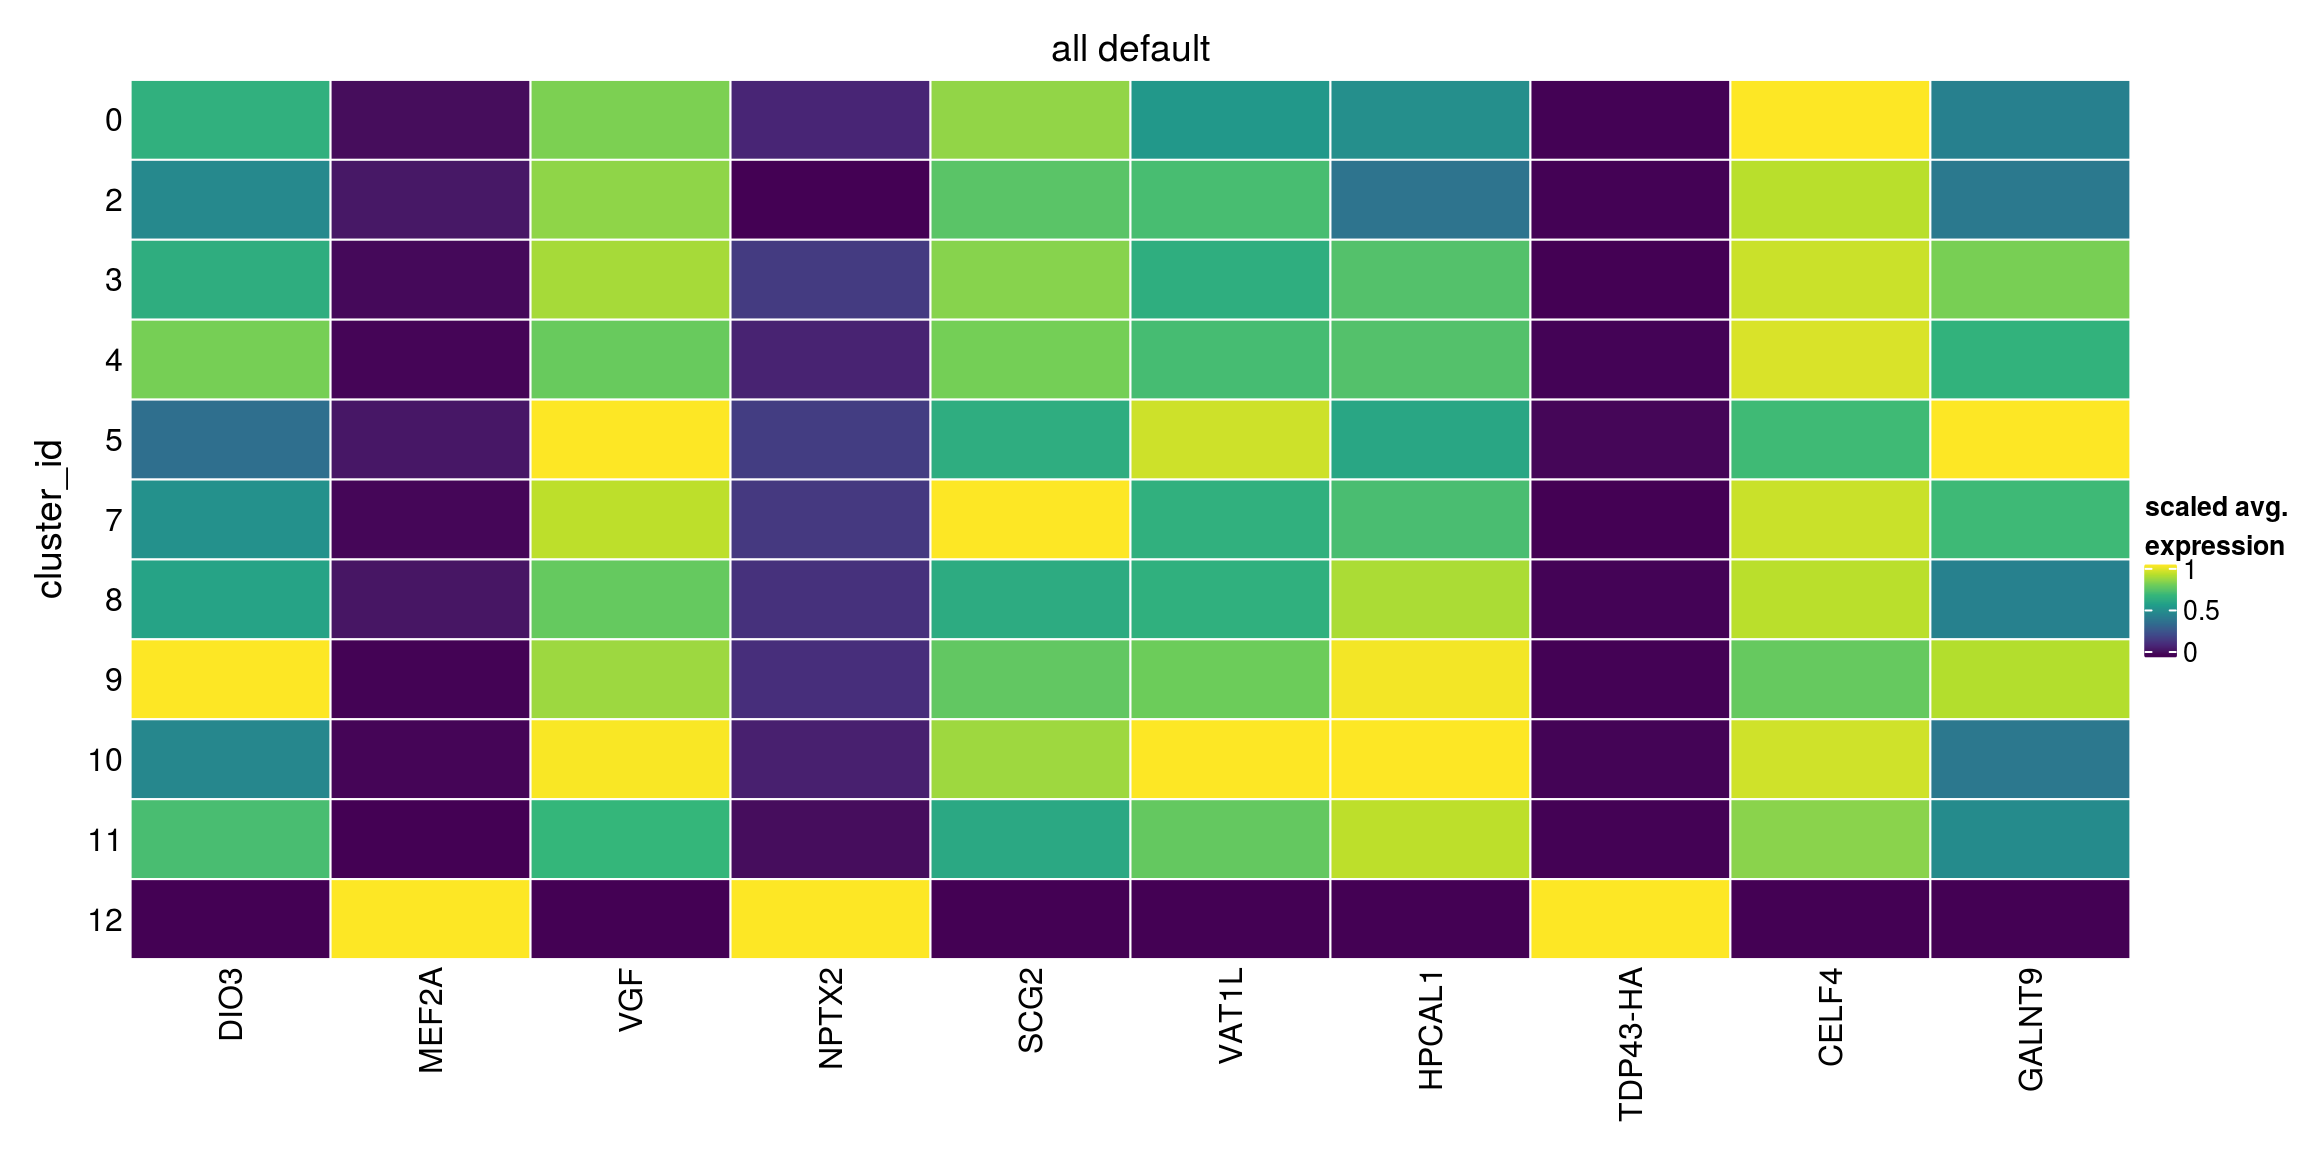 all default
cluster_id
0
2
3
4
5
7
8
9
10
11
12
DIO3
MEF2A
VGF
NPTX2
SCG2
VAT1L
HPCAL1
TDP43-HA
CELF4
GALNT9
scaled avg.
expression
1
0.5
0